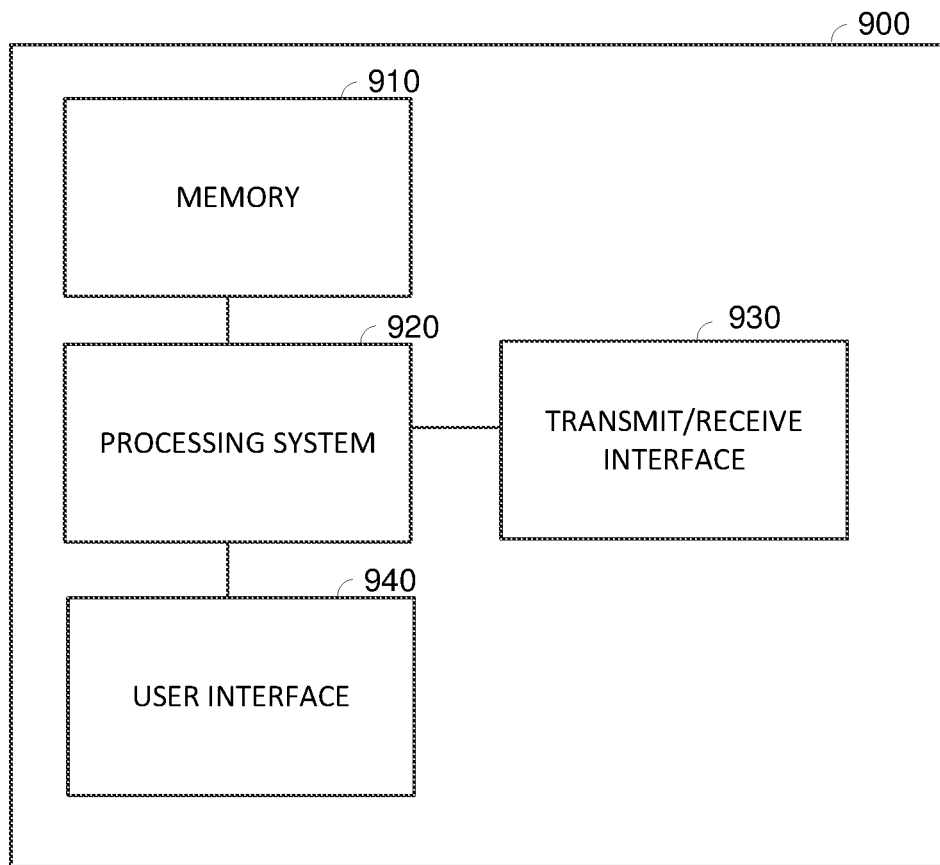 900
910
MEMORY
920
PROCESSING SYSTEM
930
TRANSMIT/RECEIVE
INTERFACE
940
USER INTERFACE